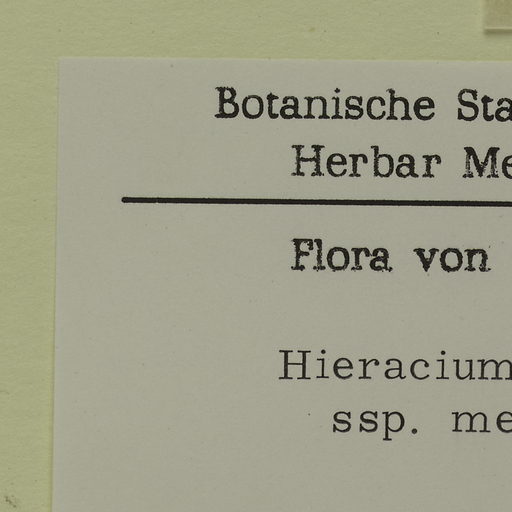 Botanische Sta
Herbar Me
Flora von
Hieracium
ssp. me